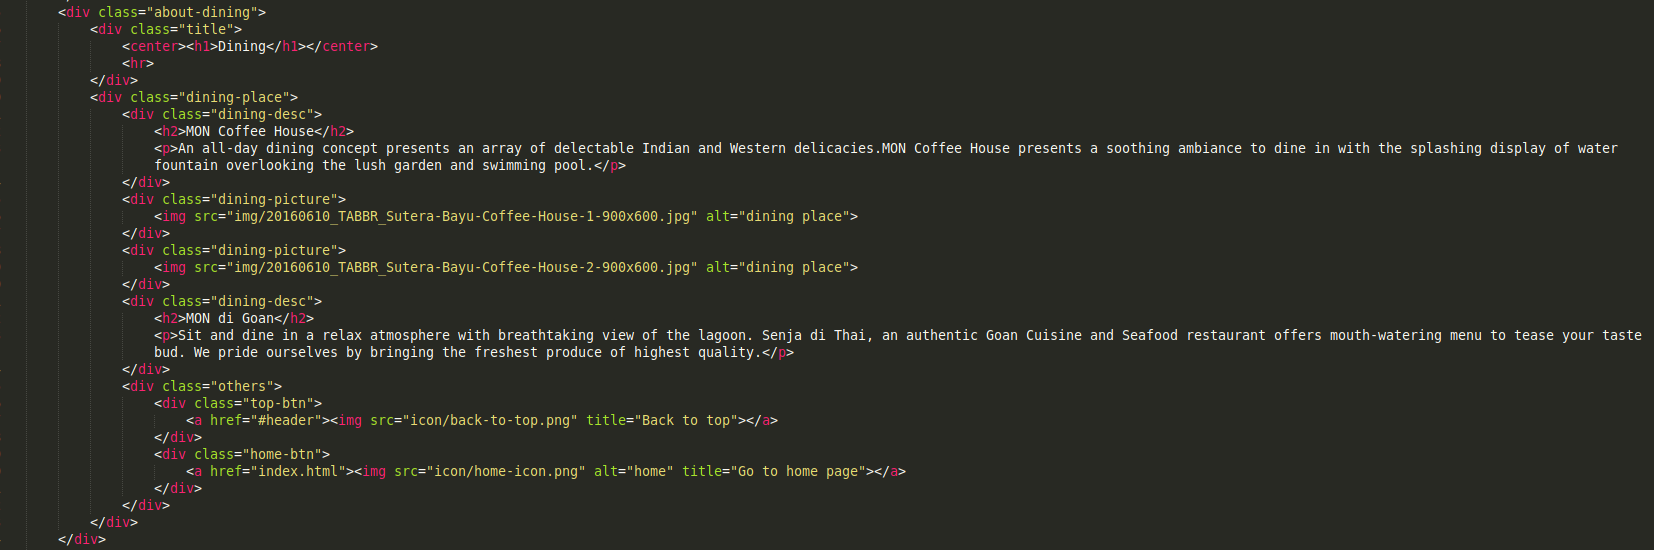 <div class="about-dining">
<div class="title">
<center><h1>Dining</h1></center>
<hr>
</div>
<div class="dining-place">
<div class="dining-desc">
<h2>MON Coffee House</h2>
<p>An all-day dining concept presents an array of delectable Indian and Western delicacies.MON Coffee House presents a soothing ambiance to dine in with the splashing display of water
fountain overlooking the lush garden and swimming pool.</p>
</div>
<div class="dining-picture">
<img src="img/20160610_TABBR_Sutera-Bayu-Coffee-House-1-900x600.jpg" alt="dining place">
</div>
<div class="dining-picture">
<img src="img/20160610_TABBR_Sutera-Bayu-Coffee-House-2-900x600.jpg" alt="dining place">
</div>
<div class="dining-desc">
<h2>MON di Goan</h2>
<p>Sit and dine in a relax atmosphere with breathtaking view of the lagoon. Senja di Thai, an authentic Goan Cuisine and Seafood restaurant offers mouth-watering menu to tease your taste
bud. We pride ourselves by bringing the freshest produce of highest quality.</p>
</div>
<div class="others">
<div class="top-btn">
<a href="#header"><img src="icon/back-to-top.png" title="Back to top"></a>
</div>
<div class="home-btn">
<a href="index.html"><img src="icon/home-icon.png" alt="home" title="Go to home page"></a>
</div>
</div>
</div>
</div>